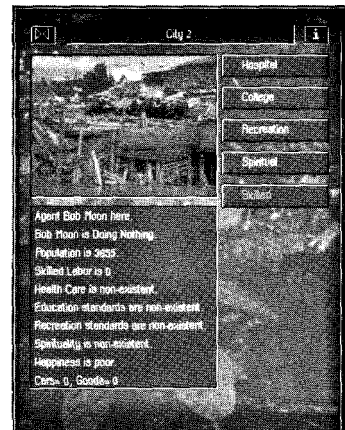 City 2
i
Hospital
College
Recreation
Spiritual
Skilled
Agent Bob Moon here.
Bob Moon is Doing Nothing.
Population is 3655.
Skilled Labor is 0
Health Care is non-existent.
Education standards are non-existent.
Recreation standards are non-existent.
Spirituality is non-existent.
Happiness is poor
Cars= 0, Goods= 0